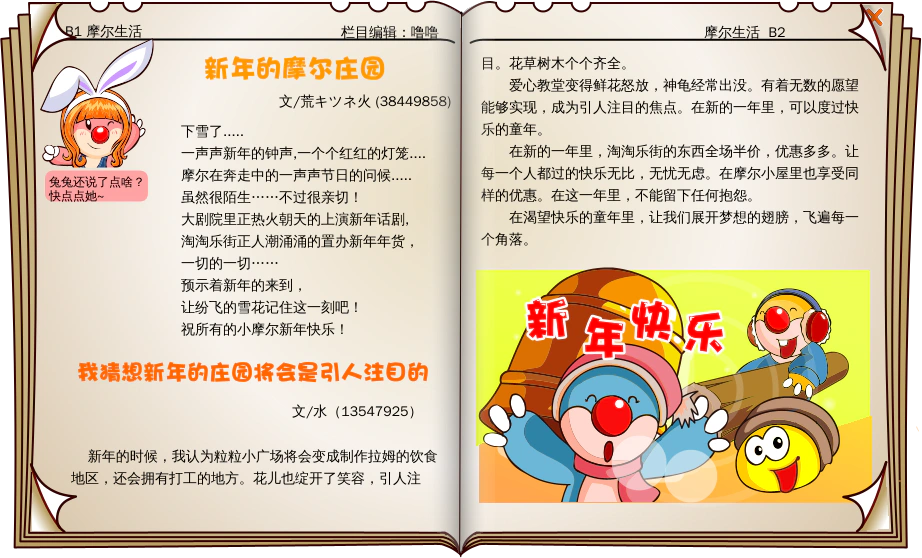 B1 摩尔生活
栏目编辑：噜噜
新年的摩尔庄园
文/荒キツネ火 (38449858)
下雪了.....
一声声新年的钟声,一个个红红的灯笼....
摩尔在奔走中的一声声节日的问候.....
虽然很陌生……不过很亲切！
大剧院里正热火朝天的上演新年话剧,
淘淘乐街正人潮涌涌的置办新年年货，
一切的一切……
预示着新年的来到，
让纷飞的雪花记住这一刻吧！
祝所有的小摩尔新年快乐！
兔兔还说了点啥？
快点点她~
我猜想新年的庄园将会是引人注目的
文/水（13547925）
新年的时候，我认为粒粒小广场将会变成制作拉姆的饮食
地区，还会拥有打工的地方。花儿也绽开了笑容，引人注
摩尔生活 B2
目。花草树木个个齐全。
爱心教堂变得鲜花怒放，神龟经常出没。有着无数的愿望
能够实现，成为引人注目的焦点。在新的一年里，可以度过快
乐的童年。
在新的一年里，淘淘乐街的东西全场半价，优惠多多。让
每一个人都过的快乐无比，无忧无虑。在摩尔小屋里也享受同
样的优惠。在这一年里，不能留下任何抱怨。
在渴望快乐的童年里，让我们展开梦想的翅膀，飞遍每一
个角落。
新年快乐